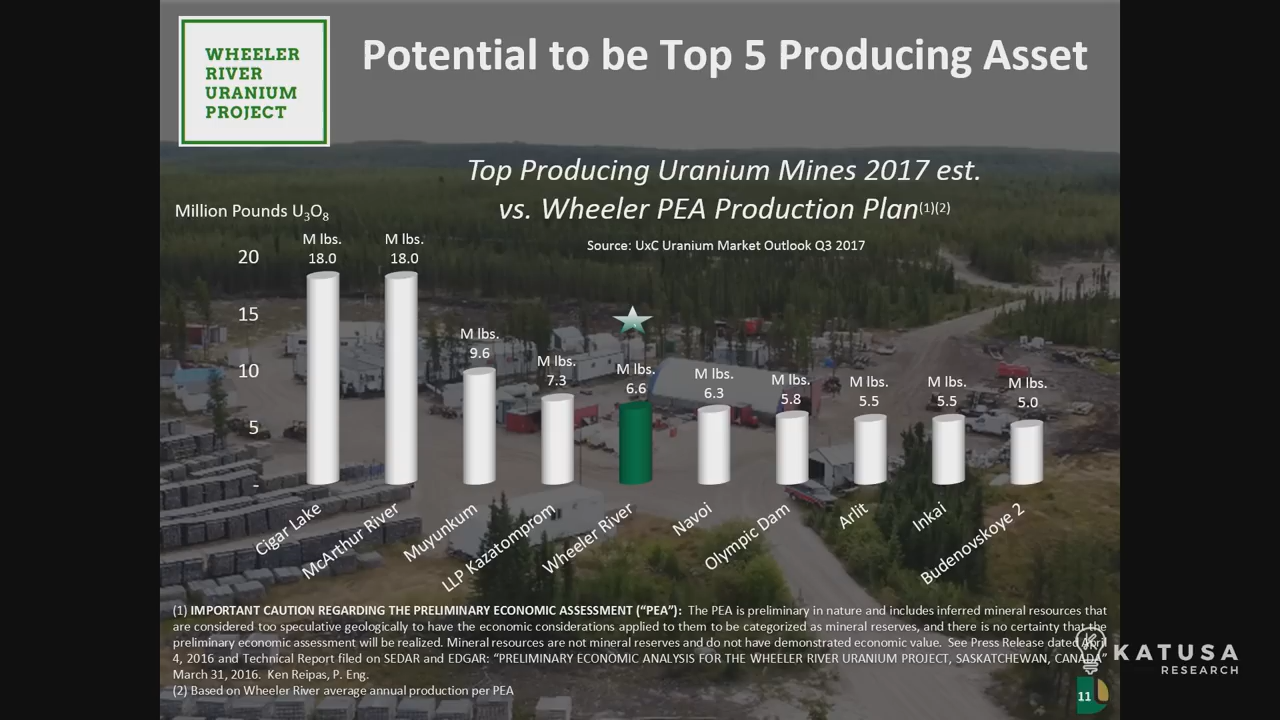 WHEELER
RIVER
URANIUM
PROJECT
Potential to be Top 5 Producing Asset
Top Producing Uranium Mines 2017 est.
vs. Wheeler PEA Production Plan(1)(2)
Source: UxC Uranium Market Outlook Q3 2017
Million Pounds U3O8
20
15
10
5
-
M lbs.
18.0
M lbs.
18.0
M lbs.
9.6
M lbs.
7.3
M lbs.
6.6
M lbs.
6.3
M lbs.
5.8
M lbs.
5.5
M lbs.
5.5
M lbs.
5.0
Cigar Lake
McArthur River
Muyunkum
LLP Kazatomprom
Wheeler River
Navoi
Olympic Dam
Arlit
Inkai
Budenovskoye 2
(1) IMPORTANT CAUTION REGARDING THE PRELIMINARY ECONOMIC ASSESSMENT (“PEA”): The PEA is preliminary in nature and includes inferred mineral resources that
are considered too speculative geologically to have the economic considerations applied to them to be categorized as mineral reserves, and there is no certainty that the
preliminary economic assessment will be realized. Mineral resources are not mineral reserves and do not have demonstrated economic value. See Press Release dated
4, 2016 and Technical Report filed on SEDAR and EDGAR: “PRELIMINARY ECONOMIC ANALYSIS FOR THE WHEELER RIVER URANIUM PROJECT, SASKATCHEWAN, CANADA”
March 31, 2016. Ken Reipas, P. Eng.
(2) Based on Wheeler River average annual production per PEA
KATUSA
RESEARCH
11